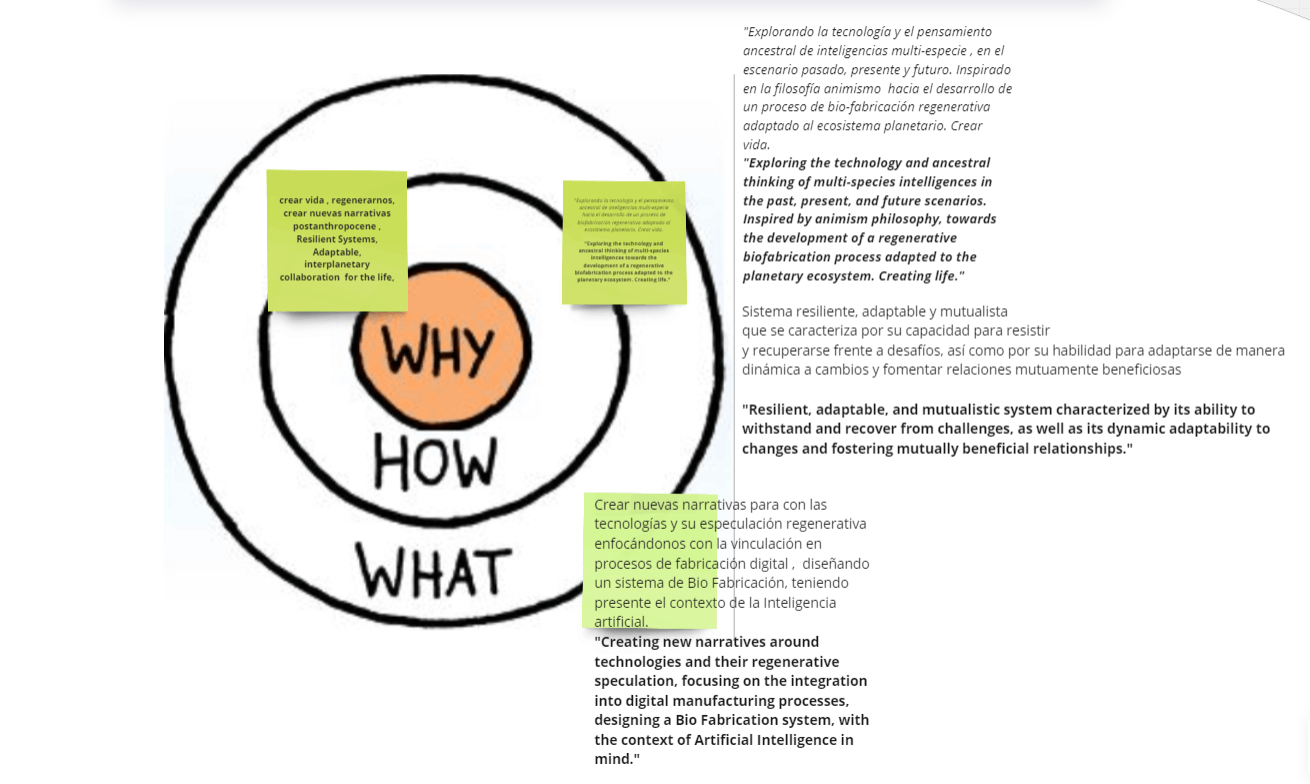 "Explorando la tecnología y el pensamiento
ancestral de inteligencias multi-especie , en el
escenario pasado, presente y futuro. Inspirado
en la filosofía animismo  hacia el desarrollo de
un proceso de bio-fabricación regenerativa
adaptado al ecosistema planetario. Crear
vida.
"Exploring the technology and ancestral
thinking of multi-species intelligences in
the past, present, and future scenarios.
Inspired by animism philosophy, towards
the development of a regenerative
biofabrication process adapted to the
planetary ecosystem. Creating life."
crear vida , regenerarnos,
crear nuevas narrativas
postanthropocene ,
Resilient Systems,
Adaptable,
interplanetary
collaboration  for the life,
"Explorando la tecnología y el pensamiento
ancestral de inteligencias multi-especie
hacia el desarrollo de un proceso de
biofabricación regenerativa adaptado al
ecosistema planetario. Crear vida.
"Exploring the technology and
ancestral thinking of multi-species
intelligences towards the
development of a regenerative
biofabrication process adapted to the
planetary ecosystem. Creating life."
WHY
HOW
WHAT
Sistema resiliente, adaptable y mutualista
que se caracteriza por su capacidad para resistir
y recuperarse frente a desafíos, así como por su habilidad para adaptarse de manera
dinámica a cambios y fomentar relaciones mutuamente beneficiosas
"Resilient, adaptable, and mutualistic system characterized by its ability to
withstand and recover from challenges, as well as its dynamic adaptability to
changes and fostering mutually beneficial relationships."
Crear nuevas narrativas para con las
tecnologías y su especulación regenerativa
enfocándonos con la vinculación en
procesos de fabricación digital ,  diseñando
un sistema de Bio Fabricación, teniendo
presente el contexto de la Inteligencia
artificial.
"Creating new narratives around
technologies and their regenerative
speculation, focusing on the integration
into digital manufacturing processes,
designing a Bio Fabrication system, with
the context of Artificial Intelligence in
mind."